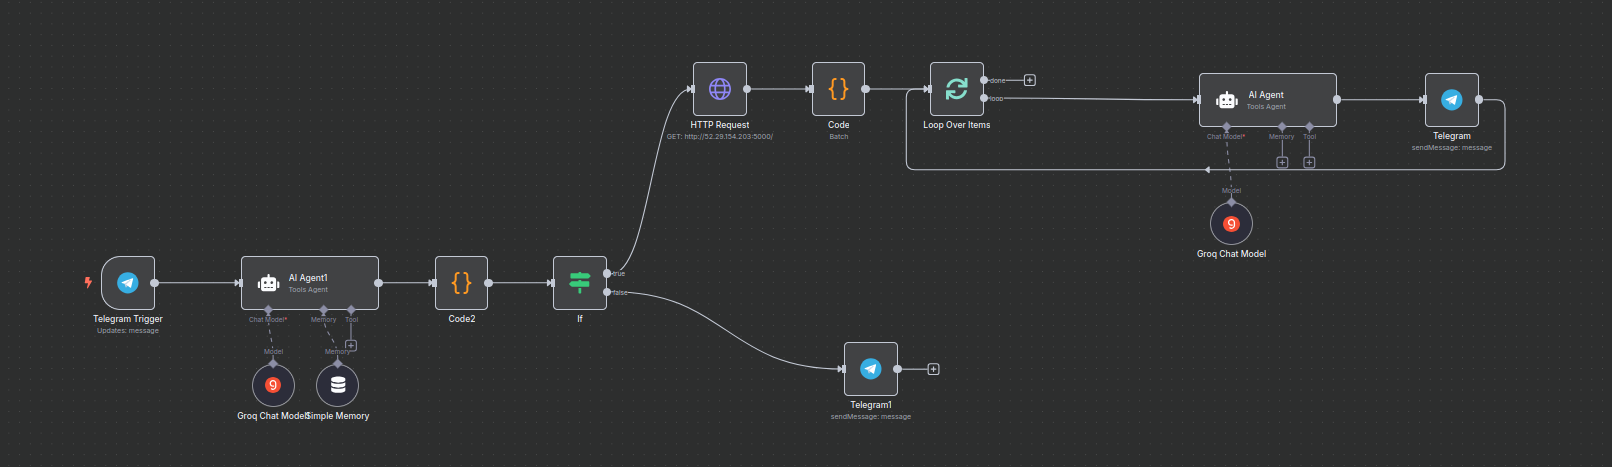 HTTP Request
GET: http://52.29.154.203:5000/
Code
Batch
Loop Over Items
done
loop
AI Agent
Tools Agent
Chat Model*
Memory
Tool
Telegram
sendMessage: message
Model
Groq Chat Model
Telegram Trigger
Updates: message
AI Agent1
Tools Agent
Chat Model*
Memory
Tool
Model
Memory
Groq Chat Model
Simple Memory
Code2
If
true
false
Telegram1
sendMessage: message